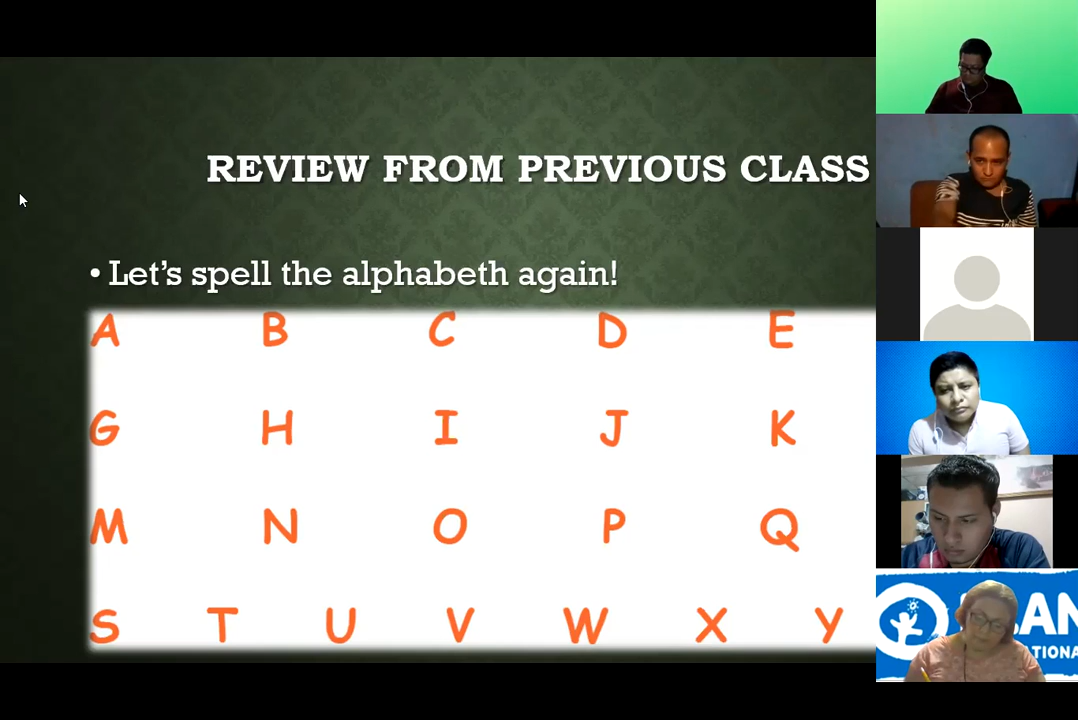 REVIEW FROM PREVIOUS CLASS
• Let's spell the alphabeth again!
A B C D E
G H I J K
M N O P Q
S T U V W X Y